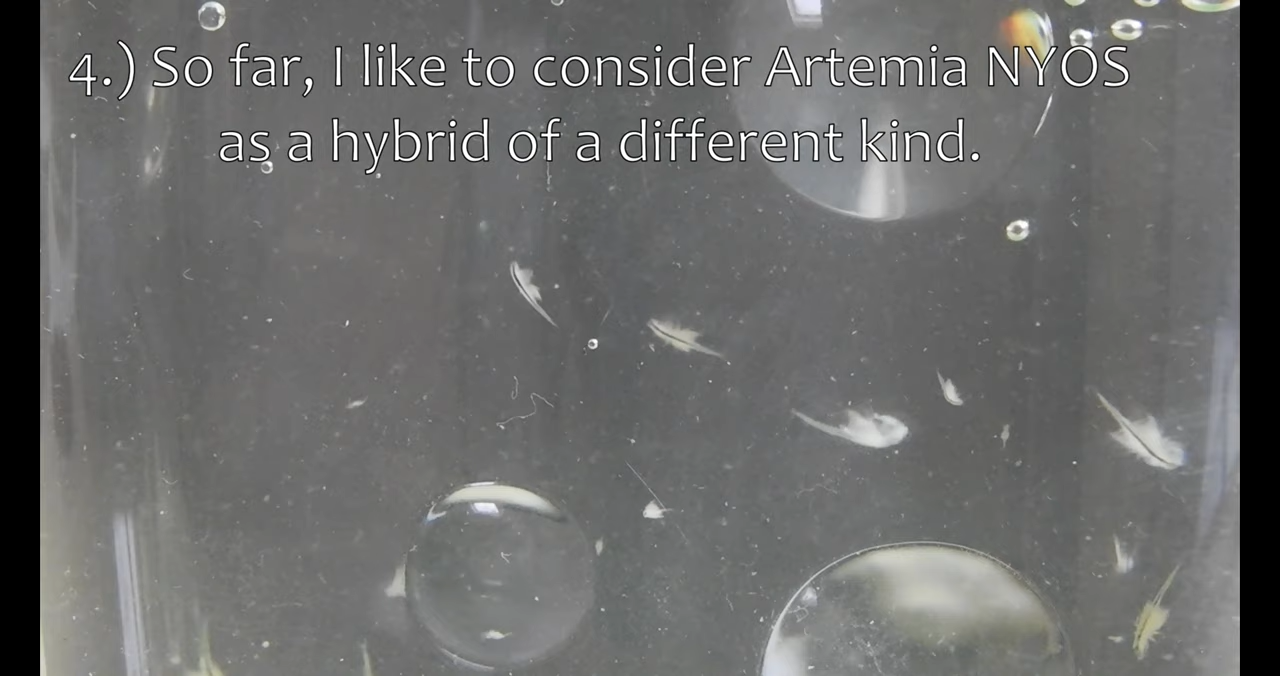 4.) So far, I like to consider Artemia NYOS
as a hybrid of a different kind.